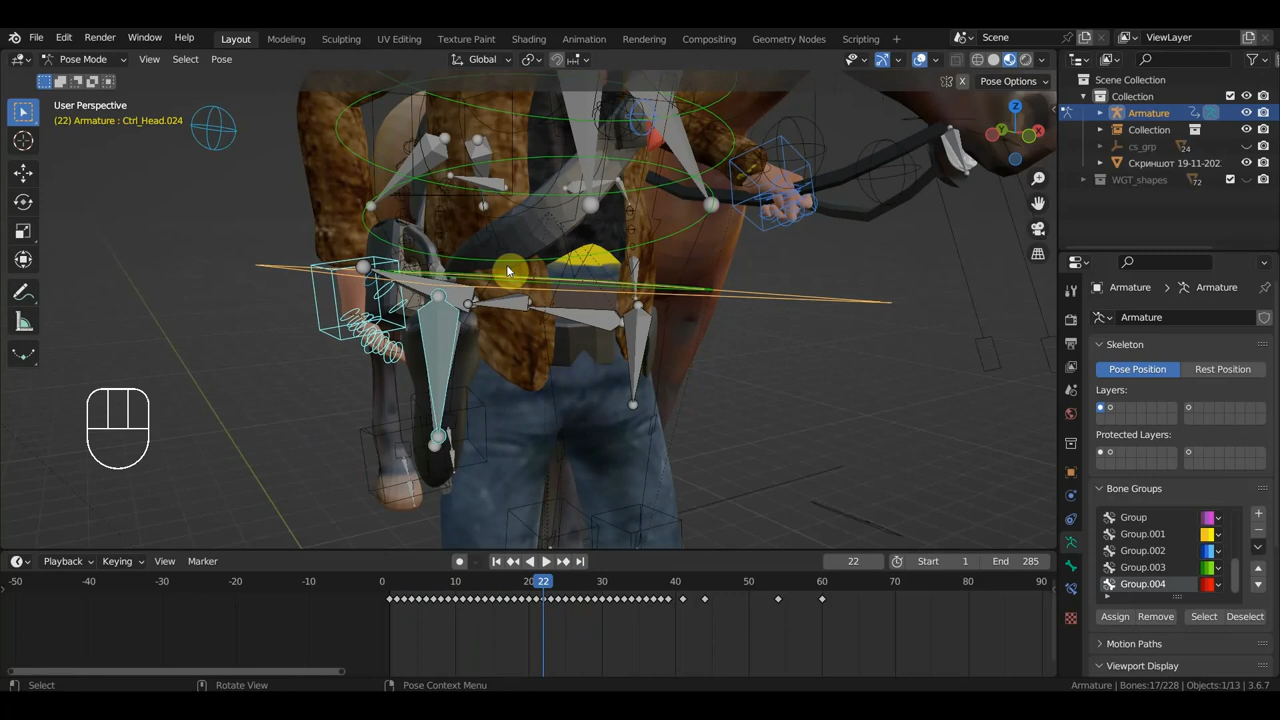 File Edit Render Window Help Layout Modeling Sculpting UV Editing Texture Paint Shading Animation Rendering Compositing Geometry Nodes Scripting + Scene ViewLayer
Pose Mode View Select Pose Global
X Pose Options
User Perspective
(22) Armature : Ctrl_Head.024
Z
Y
X
Scene Collection
Collection
Armature
Collection
cs_grp 24
Скриншот 19-11-202
WGT_shapes 72
Armature Armature
Armature
Skeleton
Pose Position Rest Position
Layers:
Protected Layers:
Bone Groups
Group
Group.001
Group.002
Group.003
Group.004
Assign Remove Select Deselect
Motion Paths
Viewport Display
Playback Keying View Marker 22 Start 1 End 285
-50 -40 -30 -20 -10 0 10 20 22 30 40 50 60 70 80 90
Select Rotate View Pose Context Menu Armature | Bones:17/228 | Objects:1/13 | 3.6.7